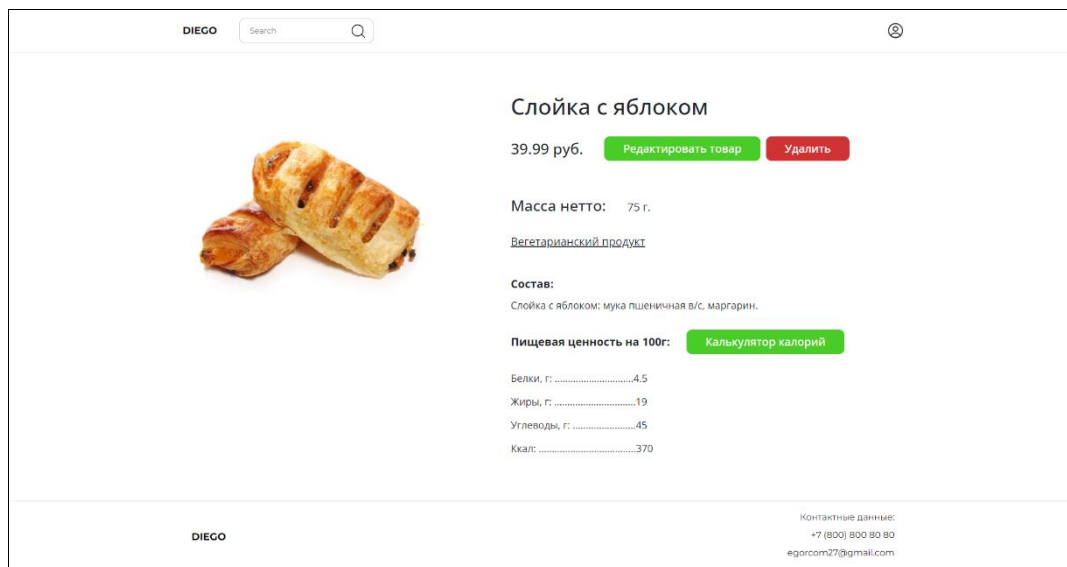 DIEGO Search
Слойка с яблоком
39.99 руб. Редактировать товар Удалить
Масса нетто: 75 г.
Вегетарианский продукт
Состав:
Слойка с яблоком: мука пшеничная в/с, маргарин.
Пищевая ценность на 100г: Калькулятор калорий
Белки, г: ..............................4.5
Жиры, г: ...............................19
Углеводы, г: ........................45
Ккал: .....................................370
DIEGO
Контактные данные:
+7 (800) 800 80 80
egorcom27@gmail.com